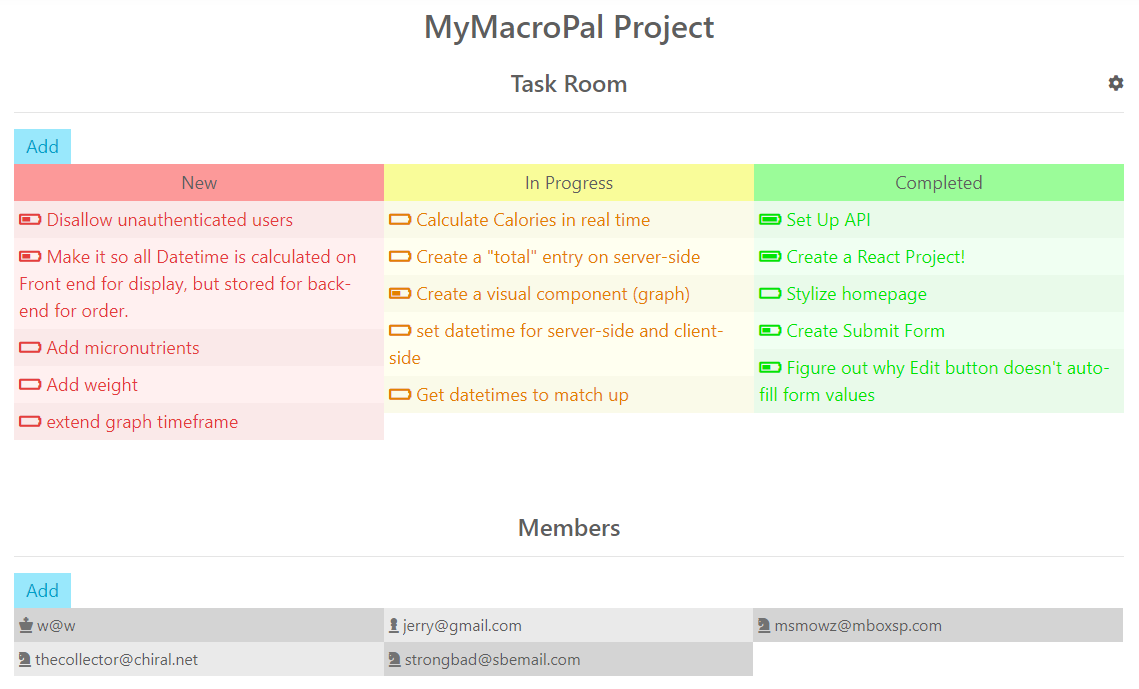 MyMacroPal Project
Task Room
Add
New
Disallow unauthenticated users
Make it so all Datetime is calculated on
Front end for display, but stored for back-
end for order.
Add micronutrients
Add weight
extend graph timeframe
In Progress
Calculate Calories in real time
Create a "total" entry on server-side
Create a visual component (graph)
set datetime for server-side and client-
side
Get datetimes to match up
Completed
Set Up API
Create a React Project!
Stylize homepage
Create Submit Form
Figure out why Edit button doesn't auto-
fill form values
Members
Add
w@w
jerry@gmail.com
msmowz@mboxsp.com
thecollector@chiral.net
strongbad@sbemail.com